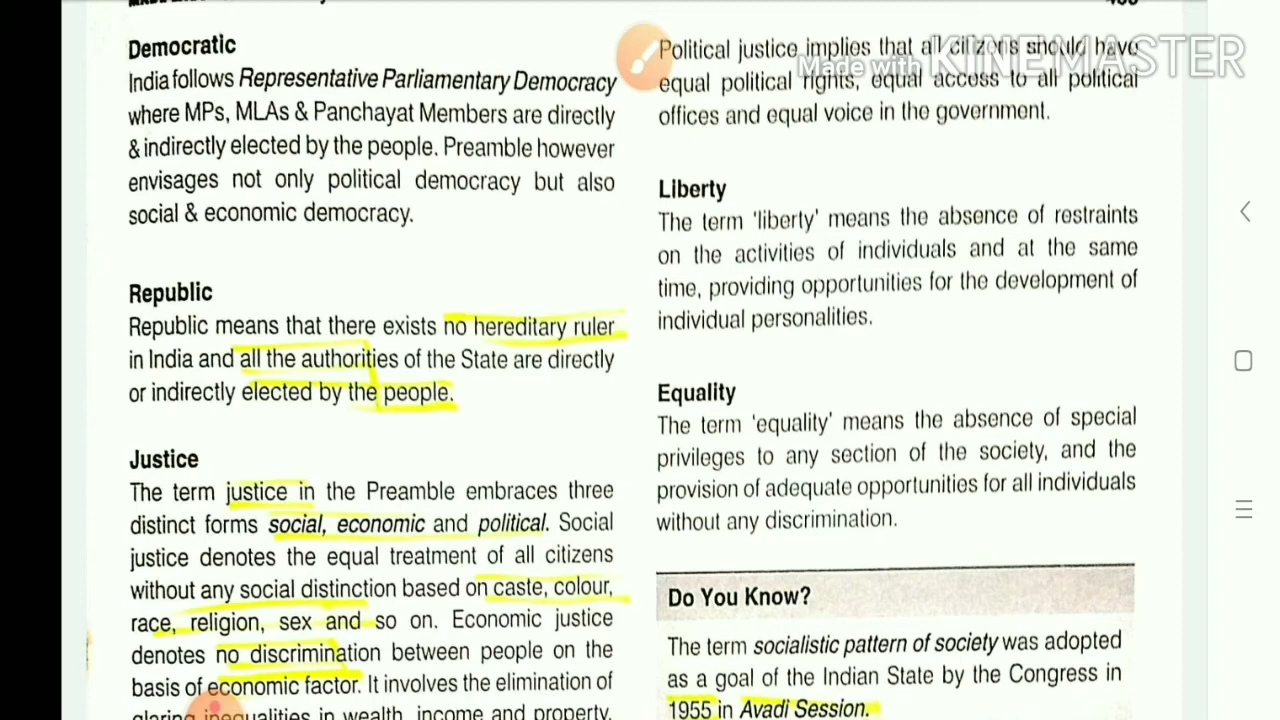 Democratic
India follows Representative Parliamentary Democracy
where MPs, MLAs & Panchayat Members are directly
& indirectly elected by the people. Preamble however
envisages not only political democracy but also
social & economic democracy.
Republic
Republic means that there exists no hereditary ruler
in India and all the authorities of the State are directly
or indirectly elected by the people.
Justice
The term justice in the Preamble embraces three
distinct forms social, economic and political. Social
justice denotes the equal treatment of all citizens
without any social distinction based on caste, colour,
race, religion, sex and so on. Economic justice
denotes no discrimination between people on the
basis of economic factor. It involves the elimination of
glaring inequalities in wealth, income and property.
Political justice implies that all citizens should have
equal political rights, equal access to all political
offices and equal voice in the government.
Liberty
The term 'liberty' means the absence of restraints
on the activities of individuals and at the same
time, providing opportunities for the development of
individual personalities.
Equality
The term 'equality' means the absence of special
privileges to any section of the society, and the
provision of adequate opportunities for all individuals
without any discrimination.
Do You Know?
The term socialistic pattern of society was adopted
as a goal of the Indian State by the Congress in
1955 in Avadi Session.
Made with KINEMASTER